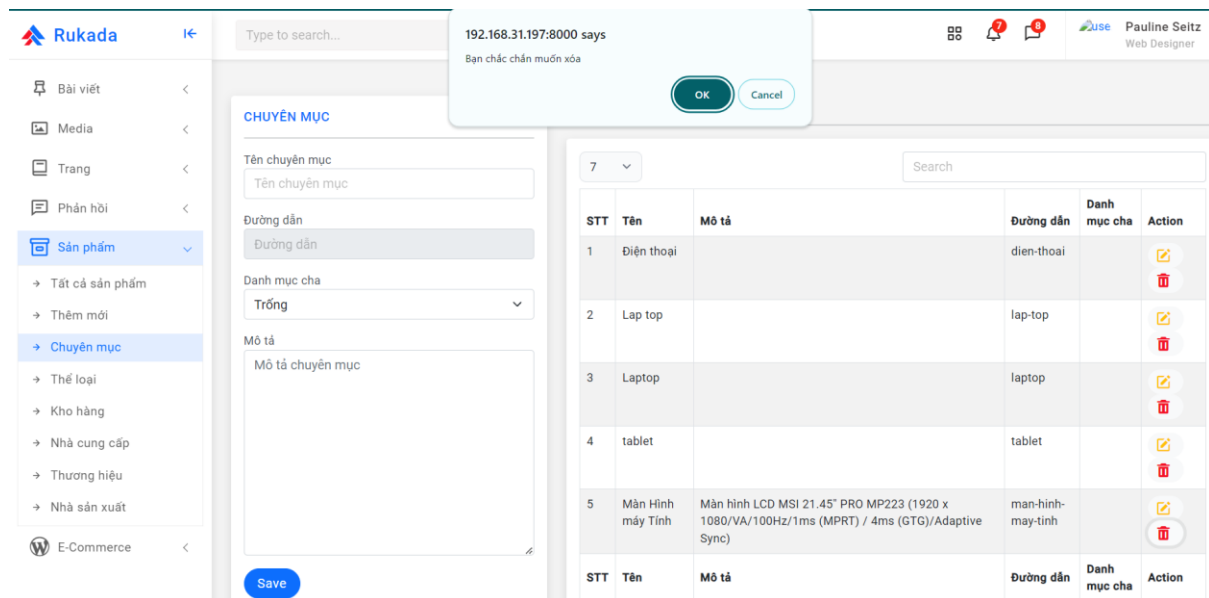 Rukada
Type to search...
192.168.31.197:8000 says
Bạn chắc chắn muốn xóa
OK
Cancel
7
8
use
Pauline Seitz
Web Designer
Bài viết
Media
Trang
Phản hồi
Sản phẩm
Tất cả sản phẩm
Thêm mới
Chuyên mục
Thể loại
Kho hàng
Nhà cung cấp
Thương hiệu
Nhà sản xuất
E-Commerce
CHUYÊN MỤC
Tên chuyên mục
Tên chuyên mục
Đường dẫn
Đường dẫn
Danh mục cha
Trống
Mô tả
Mô tả chuyên mục
Save
7
Search
STT Tên Mô tả Đường dẫn Danh mục cha Action
1 Điện thoại dien-thoai
2 Lap top lap-top
3 Laptop laptop
4 tablet tablet
5 Màn Hình Màn hình LCD MSI 21.45" PRO MP223 (1920 x man-hinh-
máy Tính 1080/VA/100Hz/1ms (MPRT) / 4ms (GTG)/Adaptive may-tinh
Sync)
STT Tên Mô tả Đường dẫn Danh mục cha Action